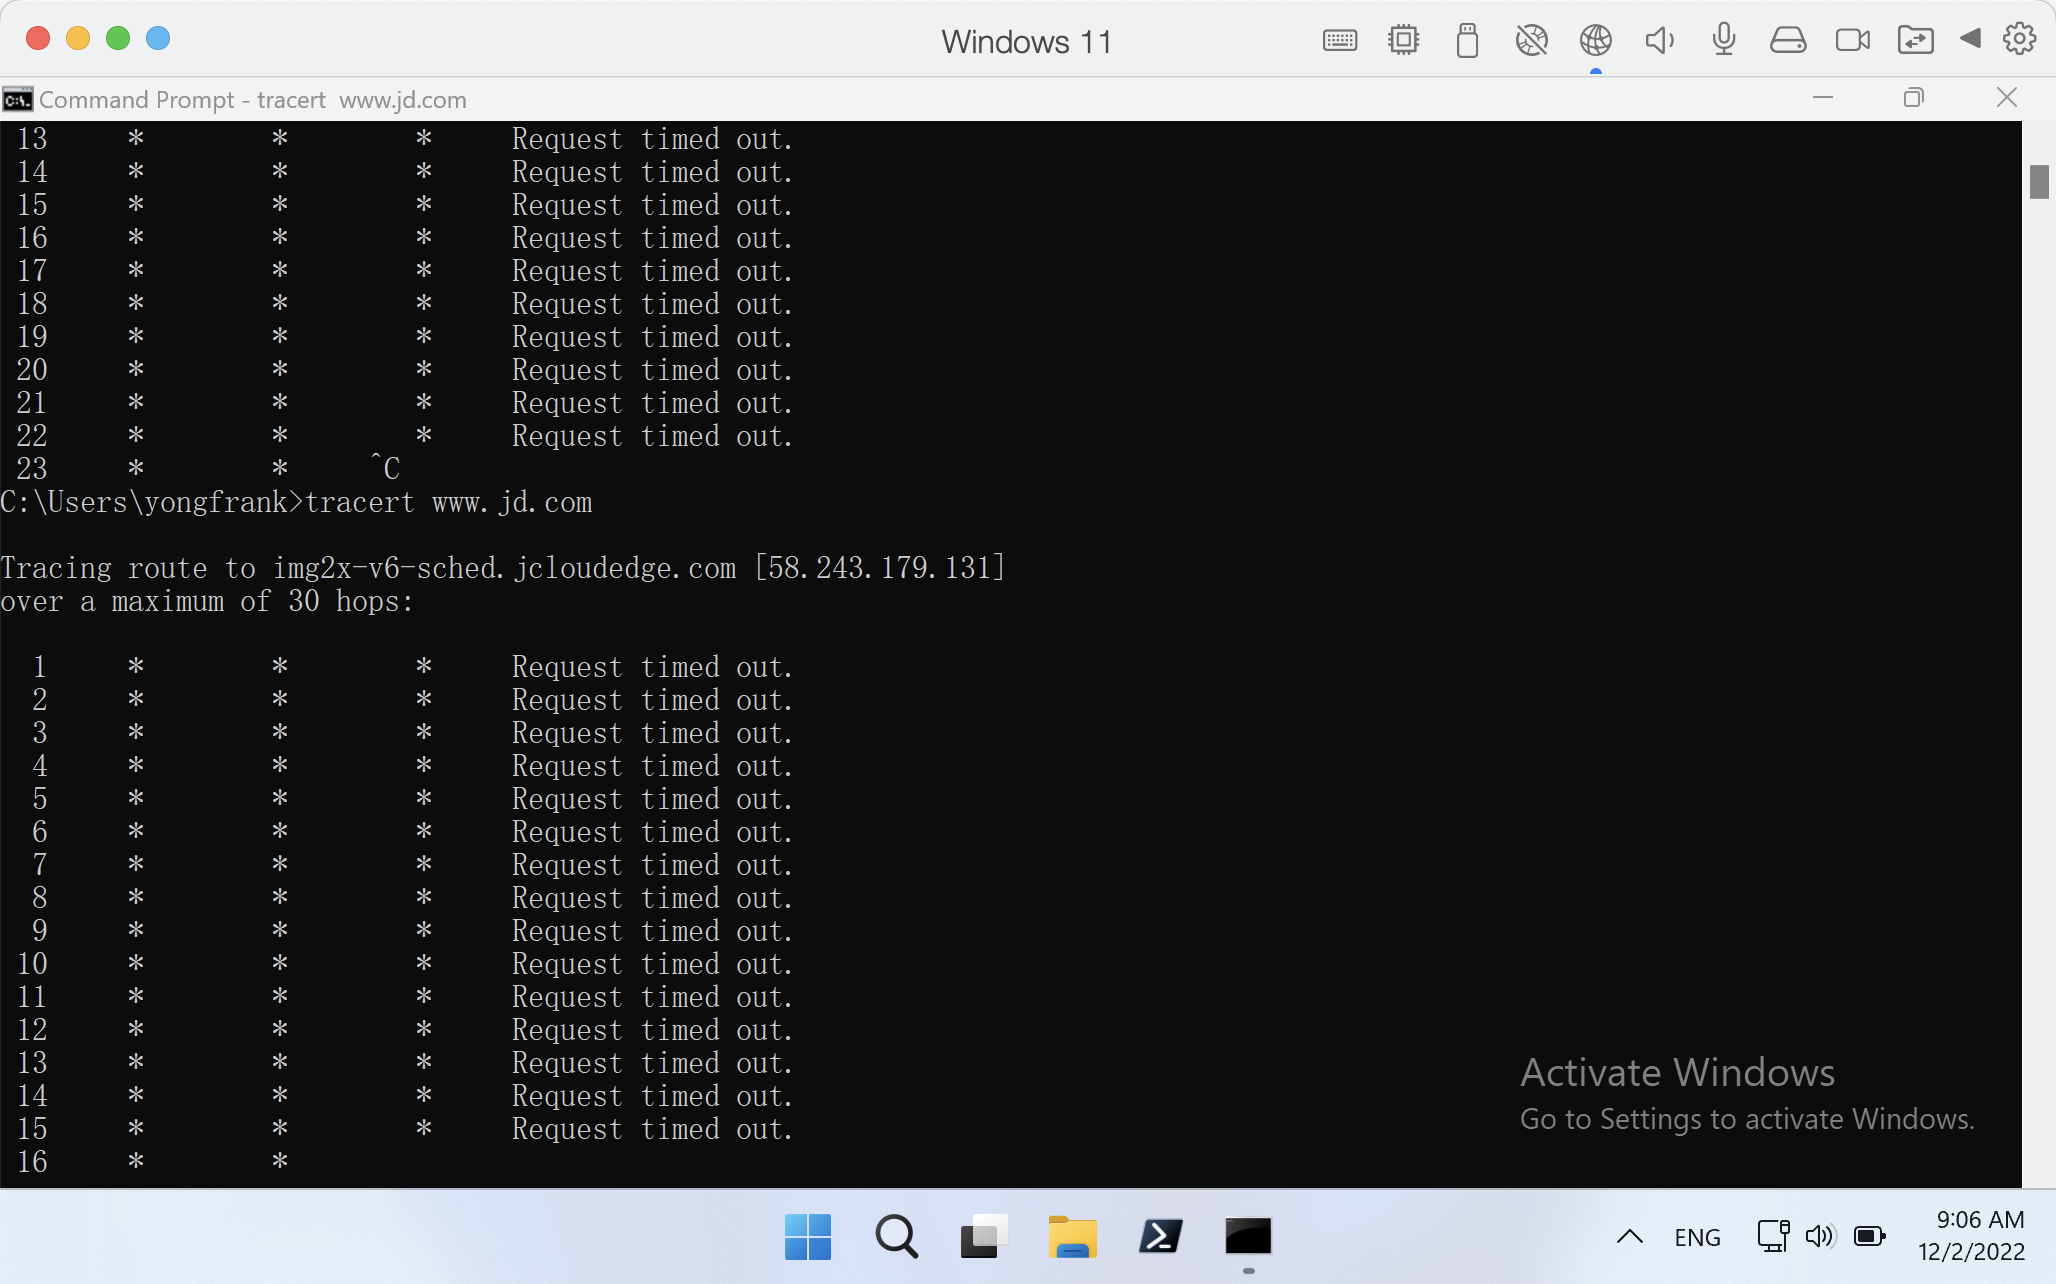 Windows 11
Command Prompt - tracert  www.jd.com
13 * * * Request timed out.
14 * * * Request timed out.
15 * * * Request timed out.
16 * * * Request timed out.
17 * * * Request timed out.
18 * * * Request timed out.
19 * * * Request timed out.
20 * * * Request timed out.
21 * * * Request timed out.
22 * * * Request timed out.
23 * * ^C
C:\Users\yongfrank>tracert www.jd.com
Tracing route to img2x-v6-sched.jcloudedge.com [58.243.179.131]
over a maximum of 30 hops:
1 * * * Request timed out.
2 * * * Request timed out.
3 * * * Request timed out.
4 * * * Request timed out.
5 * * * Request timed out.
6 * * * Request timed out.
7 * * * Request timed out.
8 * * * Request timed out.
9 * * * Request timed out.
10 * * * Request timed out.
11 * * * Request timed out.
12 * * * Request timed out.
13 * * * Request timed out.
14 * * * Request timed out.
15 * * * Request timed out.
16 * *
Activate Windows
Go to Settings to activate Windows.
ENG
9:06 AM
12/2/2022